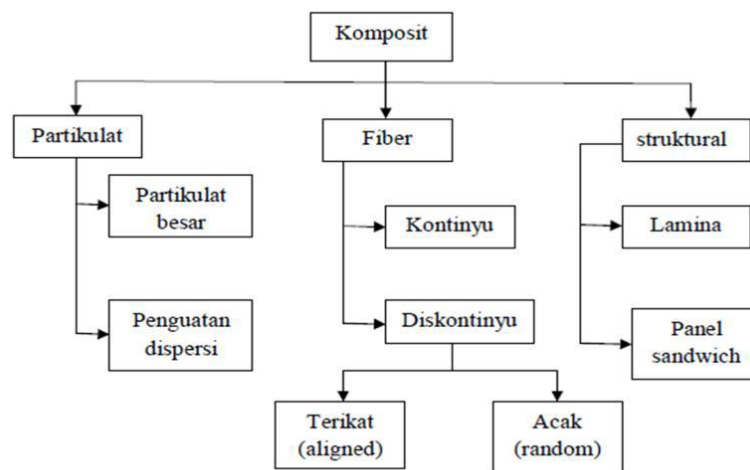 Komposit
Partikulat
Fiber
struktural
Partikulat
besar
Kontinyu
Lamina
Penguatan
dispersi
Diskontinyu
Panel
sandwich
Terikat
(aligned)
Acak
(random)